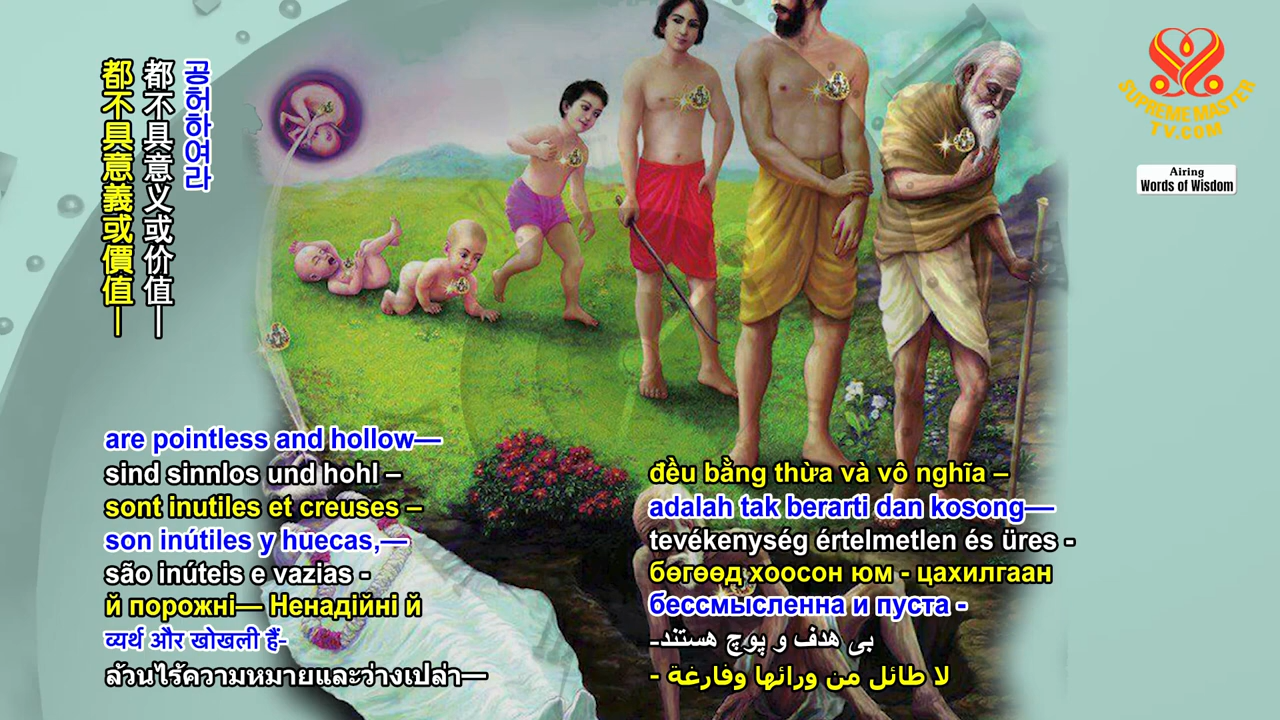 공허하여라
都不具意义或价值—
都不具意義或價值—
SUPREME MASTER
TV.COM
Airing
Words of Wisdom
are pointless and hollow—
sind sinnlos und hohl –
sont inutiles et creuses –
son inútiles y huecas,—
são inúteis e vazias -
й порожні— Ненадійні й
व्यर्थ और खोखली हैं-
ล้วนไร้ความหมายและว่างเปล่า—
đều bằng thừa và vô nghĩa –
adalah tak berarti dan kosong—
tevékenység értelmetlen és üres -
бөгөөд хоосон юм - цахилгаан
бессмысленна и пуста -
بی هدف و پوچ هستند-
لا طائل من ورائها وفارغة -